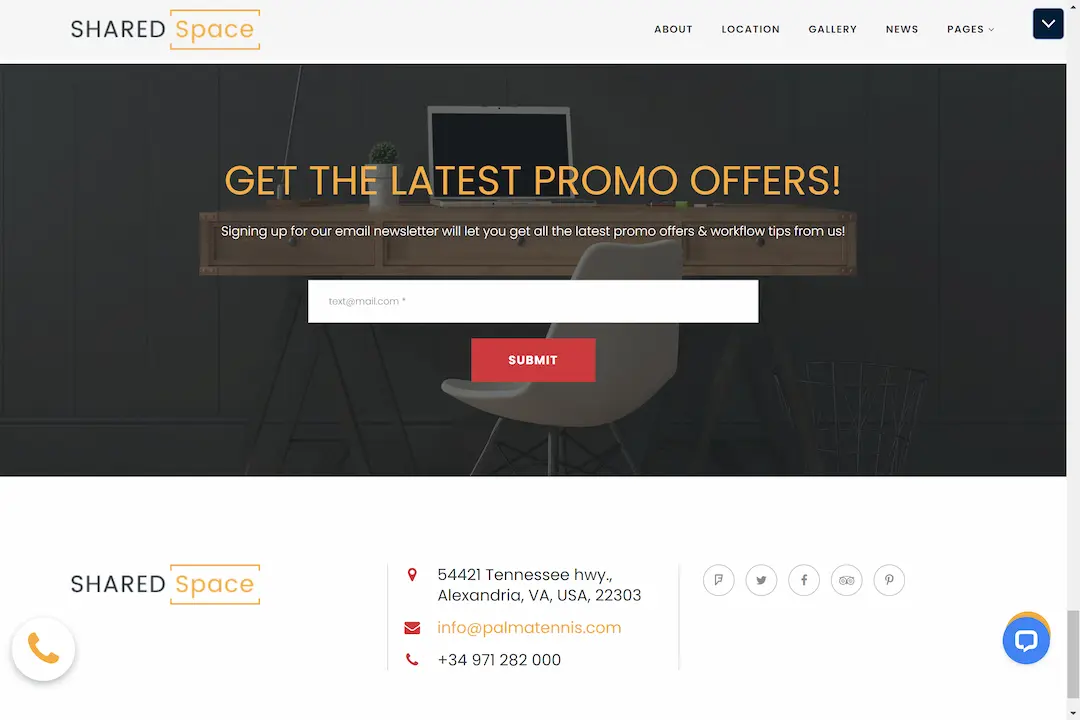 SHARED Space
ABOUT LOCATION GALLERY NEWS PAGES
GET THE LATEST PROMO OFFERS!
Signing up for our email newsletter will let you get all the latest promo offers & workflow tips from us!
text@mail.com *
SUBMIT
SHARED Space
54421 Tennessee hwy.,
Alexandria, VA, USA, 22303
info@palmatennis.com
+34 971 282 000